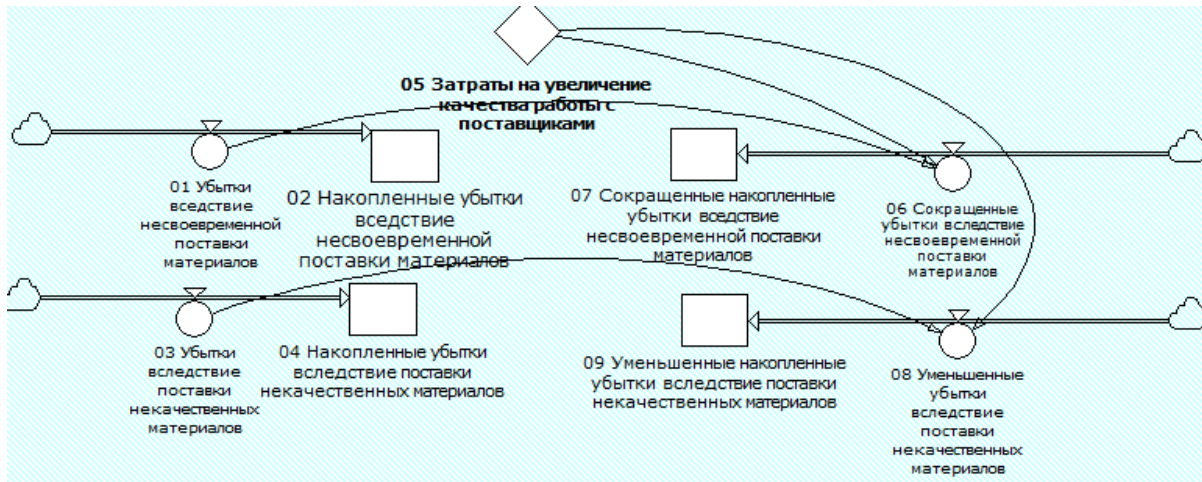 05 Затраты на увеличение
качества работы с
поставщиками
01 Убытки
вседствие
несвоевременной
поставки
материалов
02 Накопленные убытки
вседствие
несвоевременной
поставки материалов
07 Сокращенные накопленные
убытки вседствие
несвоевременной поставки
материалов
06 Сокращенные
убытки вследствие
несвоевременной
поставки
материалов
03 Убытки
вследствие
поставки
некачественных
материалов
04 Накопленные убытки
вследствие поставки
некачественных материалов
09 Уменьшенные накопленные
убытки вследствие поставки
некачественных материалов
08 Уменьшенные
убытки
вследствие
поставки
некачественных
материалов